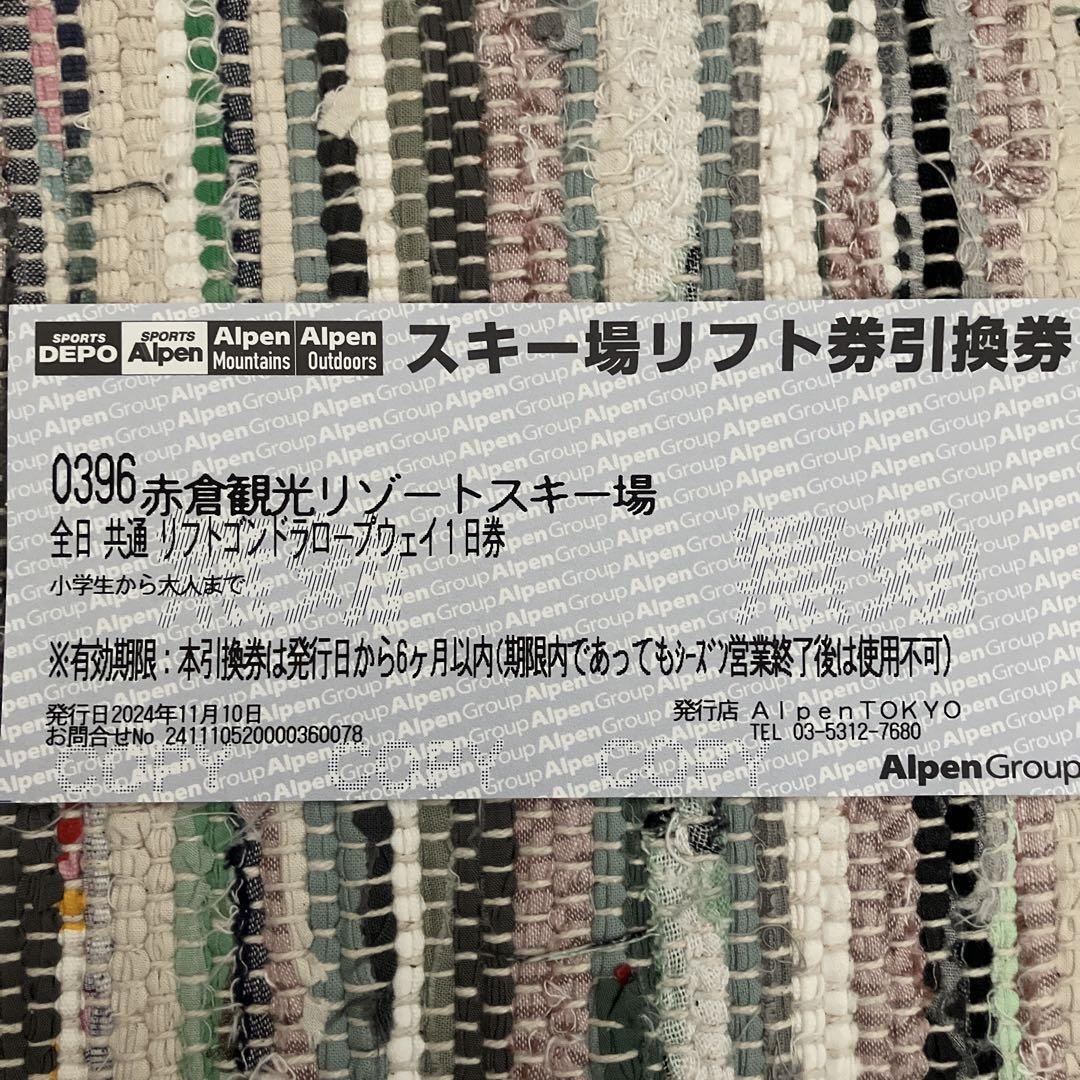 SPORTS DEPO SPORTS Alpen Alpen Mountains Alpen Outdoors スキー場リフト券引換券
0396赤倉観光リゾートスキー場
全日 共通 リフトゴンドラロープウェイ1日券
小学生から大人まで
無効 無効
※有効期限：本引換券は発行日から6ヶ月以内(期限内であってもｼｰｽﾞﾝ営業終了後は使用不可)
発行日2024年11月10日
発行店 AlpenTOKYO
お問合せNo 241110520000360078
TEL 03-5312-7680
COPY COPY COPY
AlpenGroup